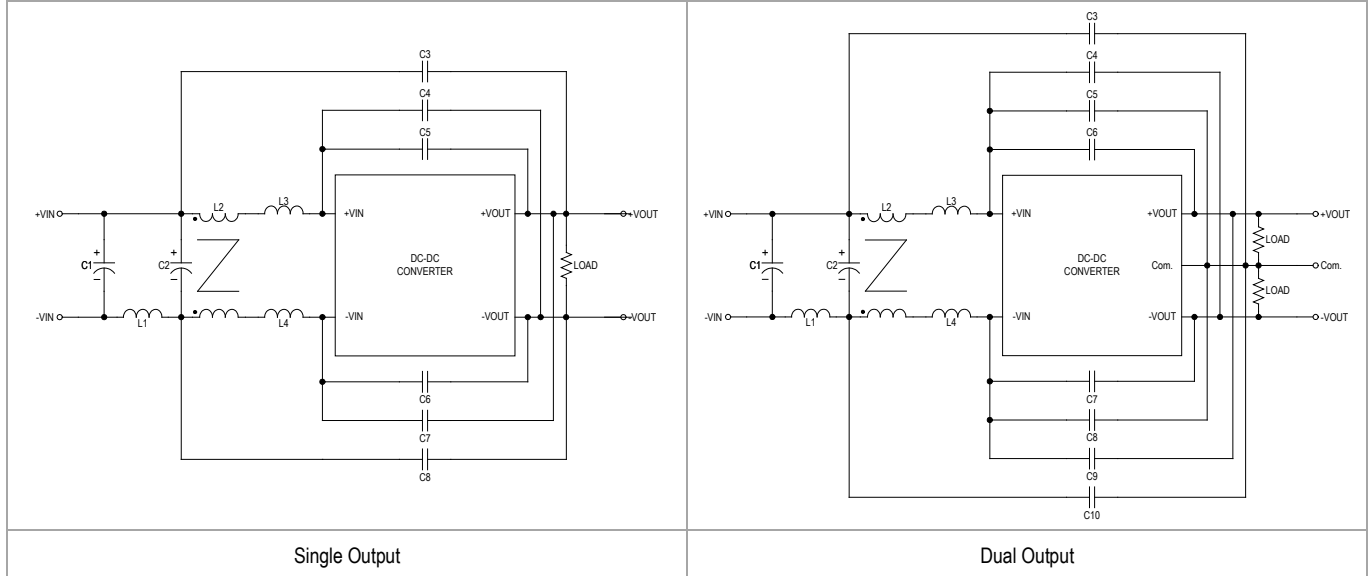 C3
C4
C5
+VIN
C1
+
−
C2
+
−
L2
L3
-VIN
L1
L4
+VIN
-VIN
DC-DC
CONVERTER
+VOUT
-VOUT
LOAD
+VOUT
-VOUT
C6
C7
C8
Single Output
C3
C4
C5
C6
+VIN
C1
+
−
C2
+
−
L2
L3
-VIN
L1
L4
+VIN
-VIN
DC-DC
CONVERTER
+VOUT
Com.
-VOUT
LOAD
LOAD
+VOUT
Com.
-VOUT
C7
C8
C9
C10
Dual Output